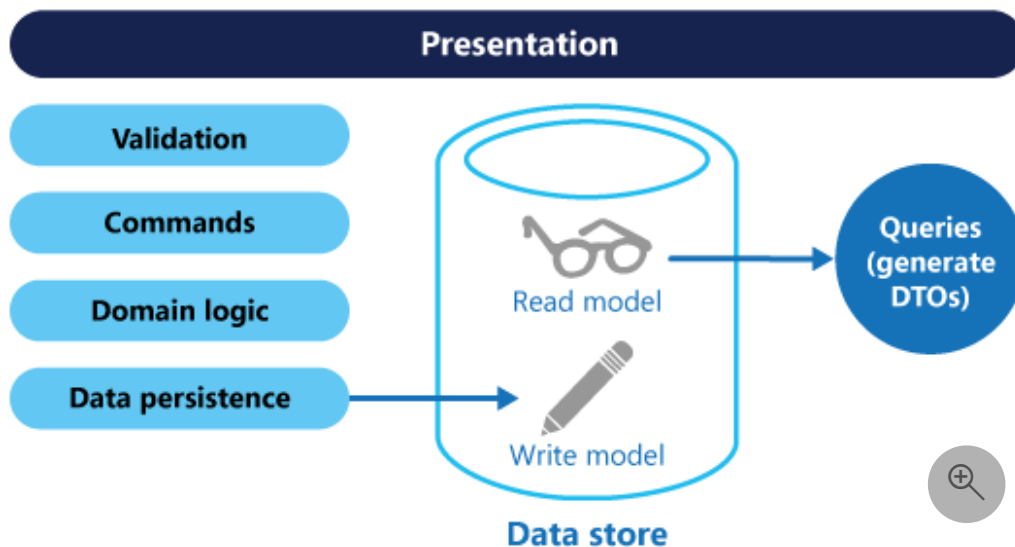 Presentation
Validation
Commands
Domain logic
Data persistence
Read model
Write model
Data store
Queries
(generate
DTOs)